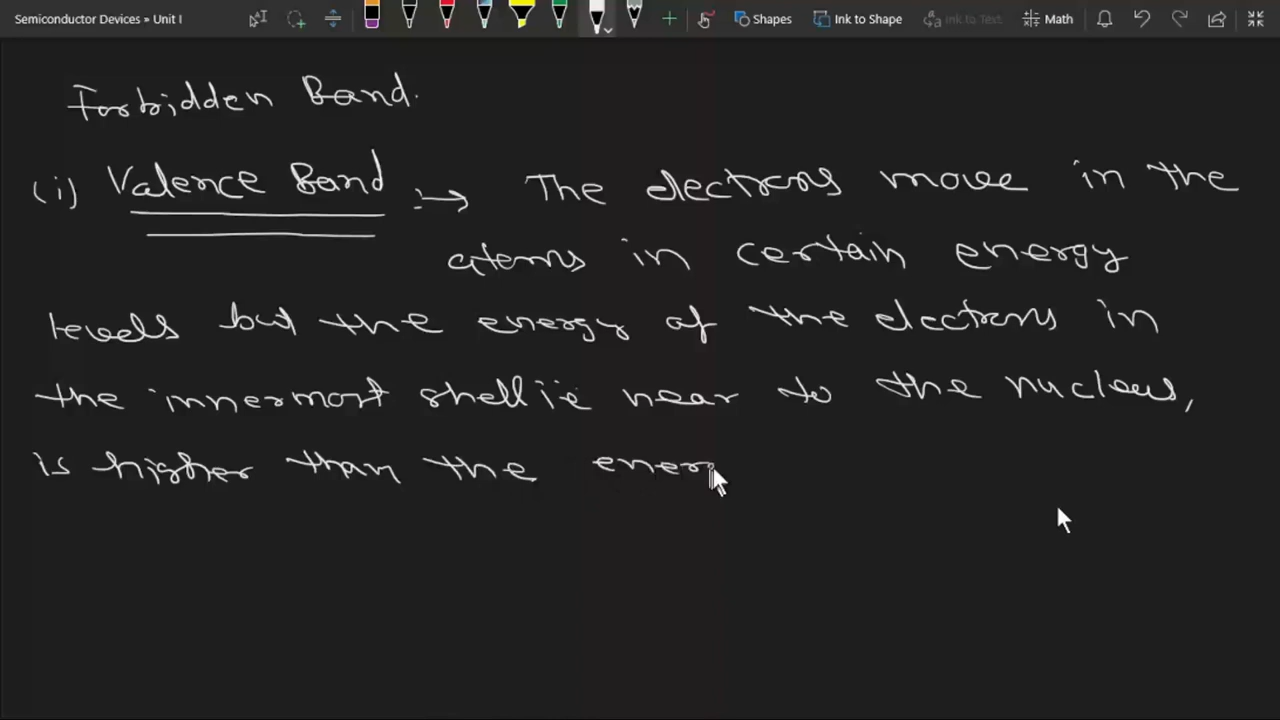 Semiconductor Devices » Unit I
Shapes
Ink to Shape
Ink to Text
Math
Forbidden Band.
(i) Valence Band :→ The electrons move in the
atoms in certain energy
levels but the energy of the electrons in
the innermost shell ie near to the nucleus,
is higher than the ener